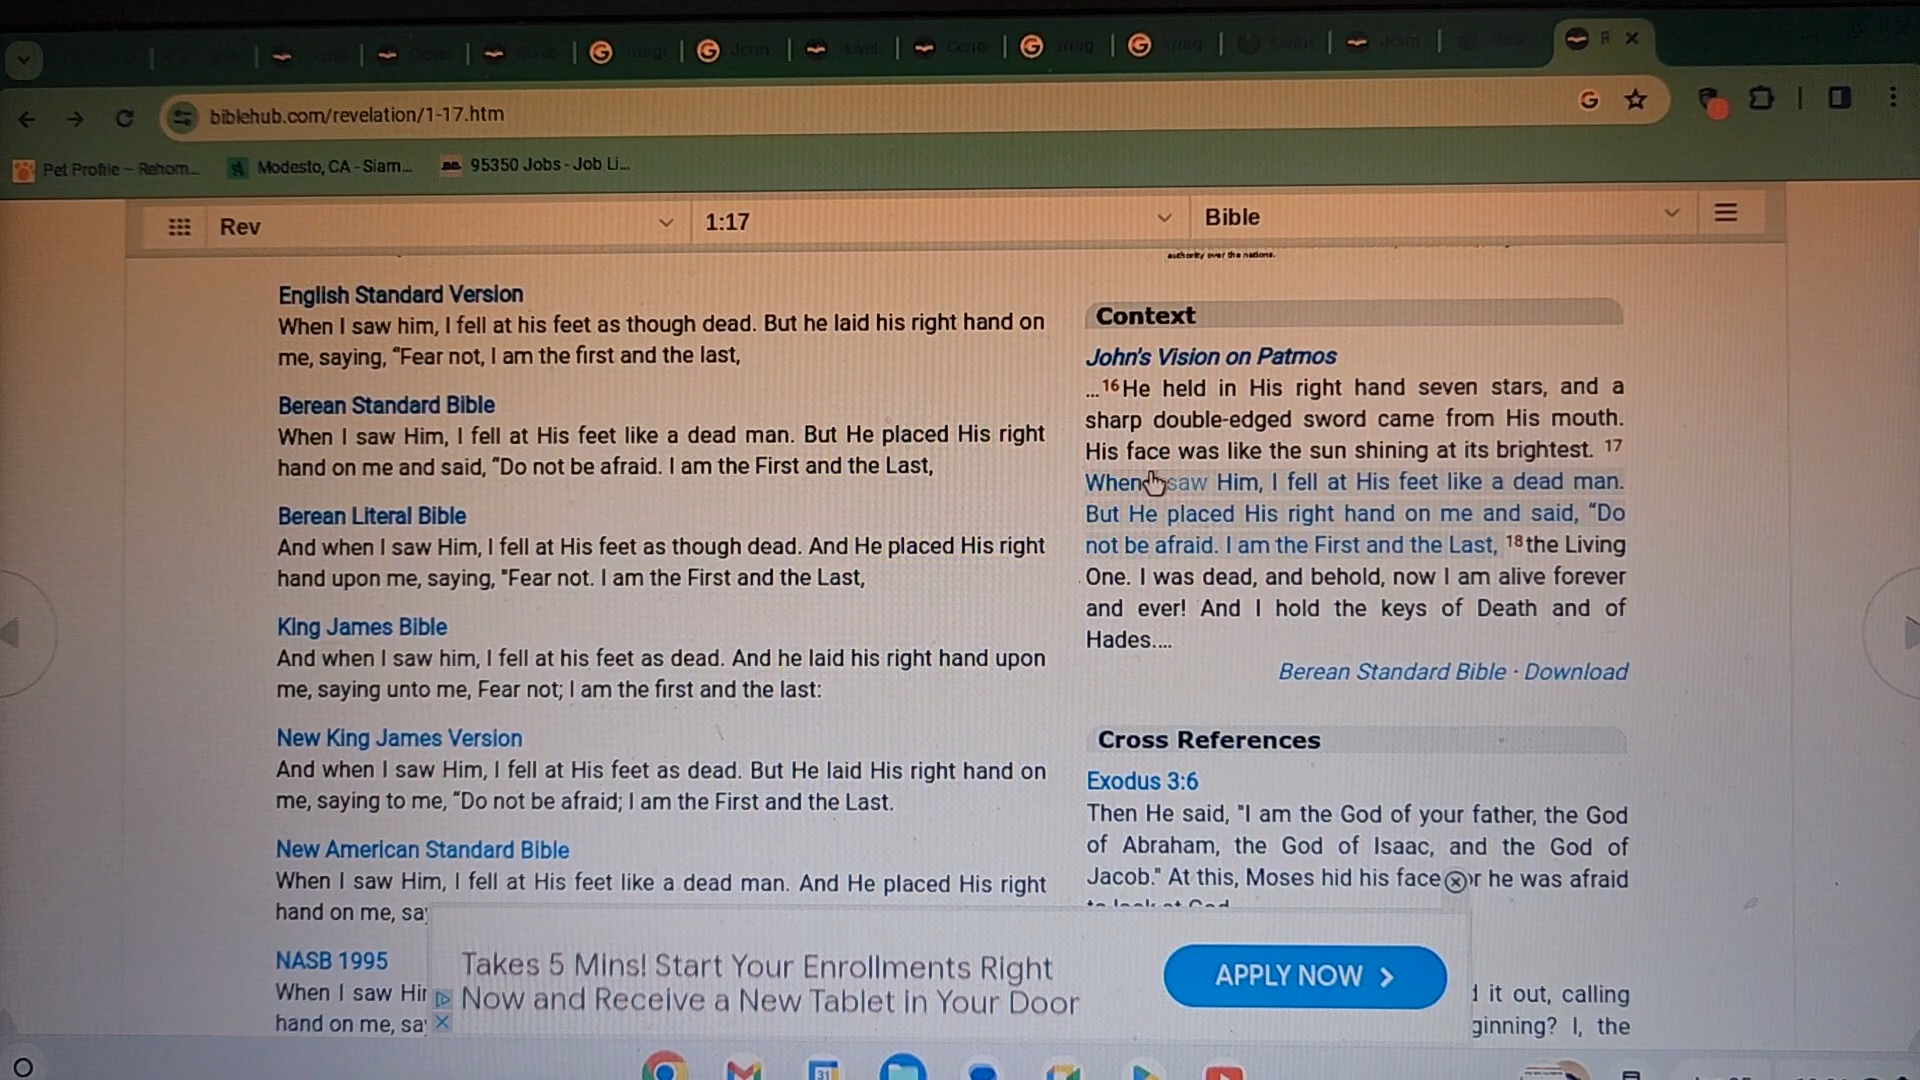 biblehub.com/revelation/1-17.htm
Pet Profile – Rehom...
Modesto, CA - Siam...
95350 Jobs - Job Li...
Rev
1:17
Bible
authority over the nations.
English Standard Version
When I saw him, I fell at his feet as though dead. But he laid his right hand on
me, saying, “Fear not, I am the first and the last,
Berean Standard Bible
When I saw Him, I fell at His feet like a dead man. But He placed His right
hand on me and said, “Do not be afraid. I am the First and the Last,
Berean Literal Bible
And when I saw Him, I fell at His feet as though dead. And He placed His right
hand upon me, saying, "Fear not. I am the First and the Last,
King James Bible
And when I saw him, I fell at his feet as dead. And he laid his right hand upon
me, saying unto me, Fear not; I am the first and the last:
New King James Version
And when I saw Him, I fell at His feet as dead. But He laid His right hand on
me, saying to me, “Do not be afraid; I am the First and the Last.
New American Standard Bible
When I saw Him, I fell at His feet like a dead man. And He placed His right
hand on me, sa
NASB 1995
When I saw Hi
hand on me, sa
Context
John's Vision on Patmos
...16He held in His right hand seven stars, and a
sharp double-edged sword came from His mouth.
His face was like the sun shining at its brightest. 17
When saw Him, I fell at His feet like a dead man.
But He placed His right hand on me and said, “Do
not be afraid. I am the First and the Last, 18the Living
One. I was dead, and behold, now I am alive forever
and ever! And I hold the keys of Death and of
Hades....
Berean Standard Bible · Download
Cross References
Exodus 3:6
Then He said, "I am the God of your father, the God
of Abraham, the God of Isaac, and the God of
Jacob." At this, Moses hid his face or he was afraid
to look at God.
it out, calling
ginning? I, the
Takes 5 Mins! Start Your Enrollments Right
Now and Receive a New Tablet in Your Door
APPLY NOW
31